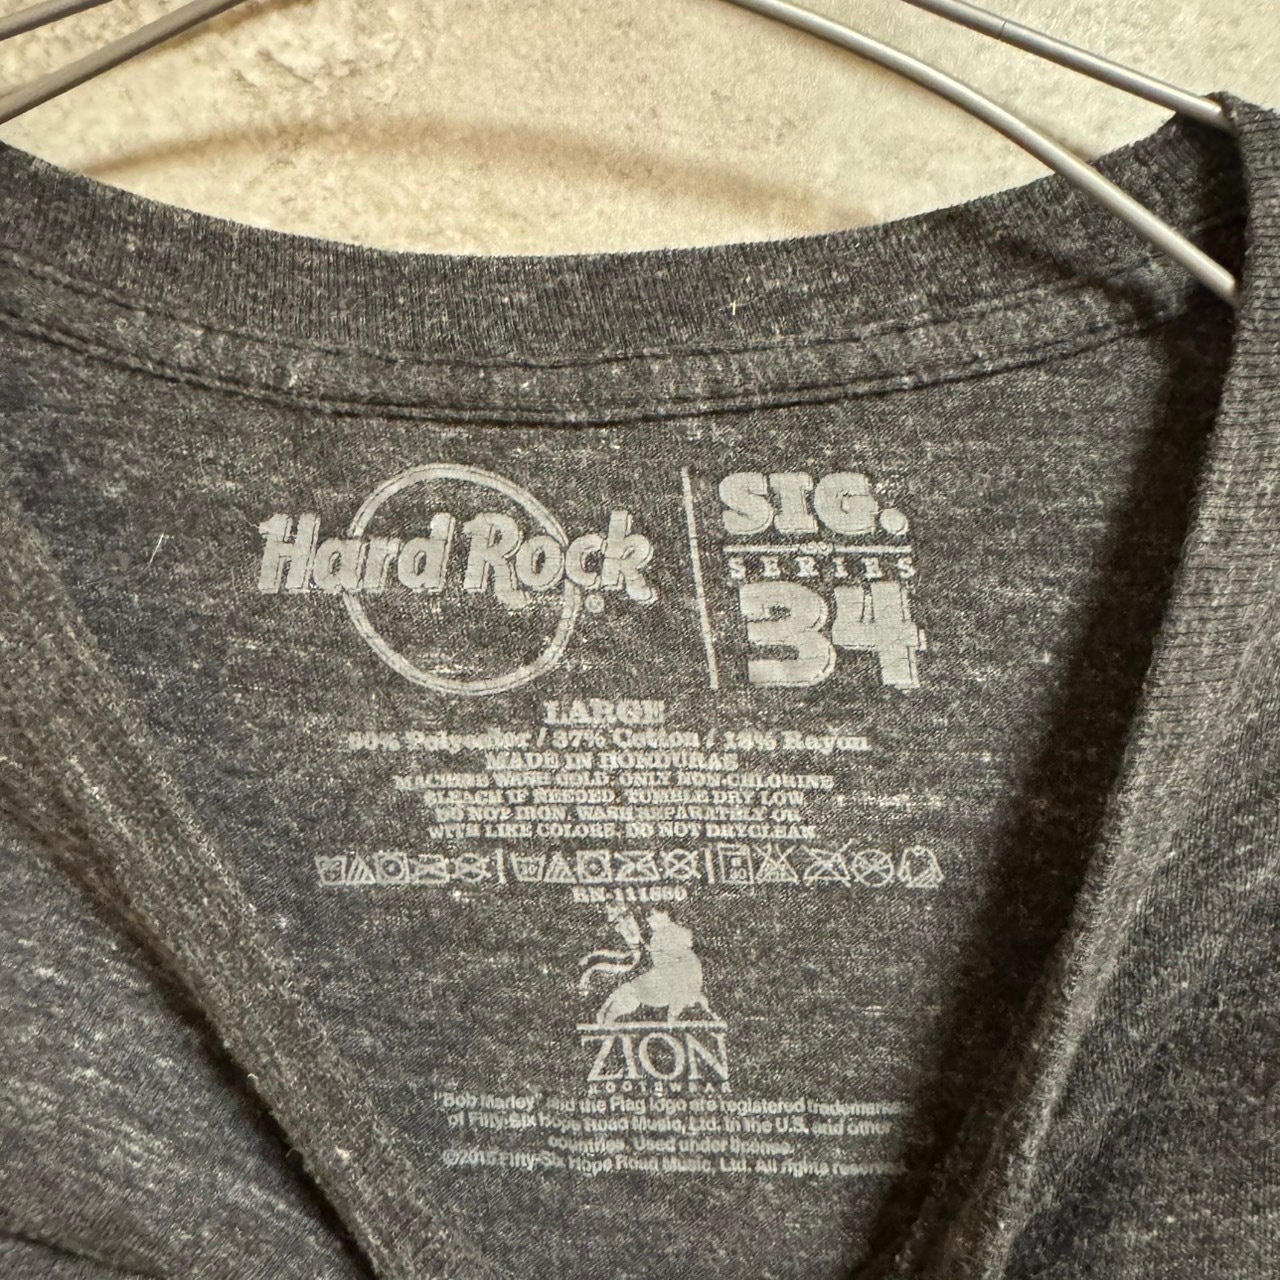 Hard Rock
SIG.
SERIES
34
LARGE
50% Polyester / 37% Cotton / 13% Rayon
MADE IN HONDURAS
MACHINE WASH COLD. ONLY NON-CHLORINE
BLEACH IF NEEDED. TUMBLE DRY LOW
DO NOT IRON. WASH SEPARATELY OR
WITH LIKE COLORS. DO NOT DRYCLEAN.
ZION
ROOTSWEAR
"Bob Marley" and the Flag logo are registered trademarks
of Fifty-Six Hope Road Music, Ltd. in the U.S. and other
countries. Used under license.
©2015 Fifty-Six Hope Road Music, Ltd. All rights reserved.